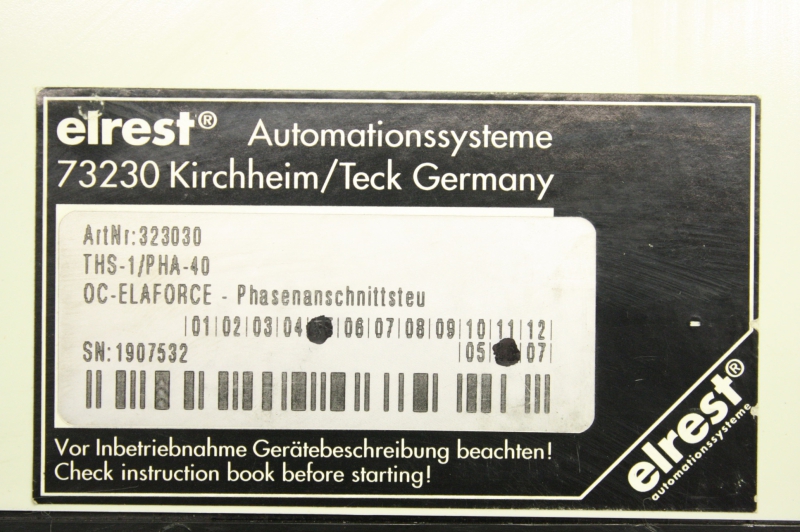 elrest® Automationssysteme
73230 Kirchheim/Teck Germany
ArtNr:323030
THS-1/PHA-40
OC-ELAFORCE - Phasenanschnittsteu
|01|02|03|04| |06|07|08|09|10|11|12|
SN:1907532 |05| |07|
Vor Inbetriebnahme Gerätebeschreibung beachten!
Check instruction book before starting!
elrest®
automationssysteme